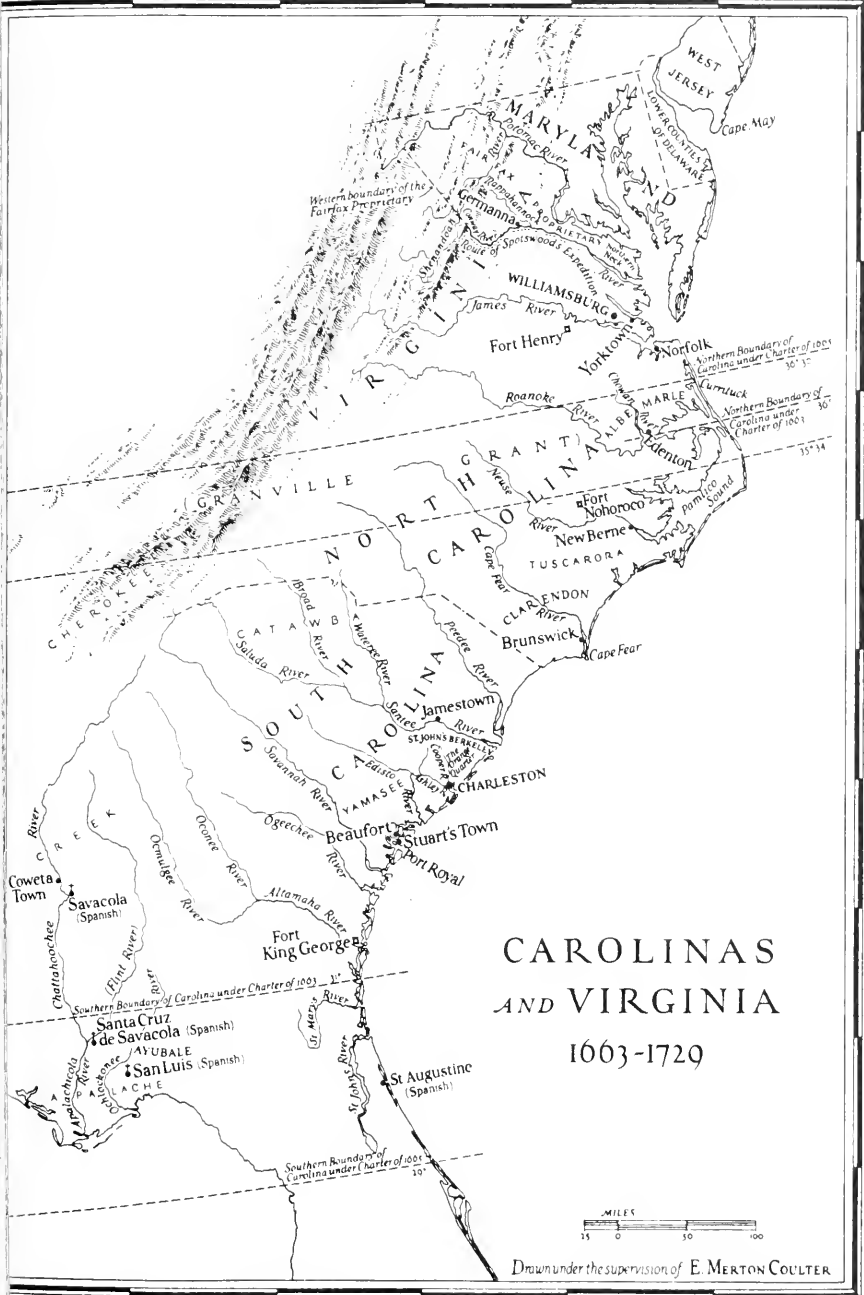 WEST
JERSEY
LOWER COUNTIES
OF DELAWARE
Cape May
MARYLAND
Potomac River
FAIRFAX
PROPRIETARY
Northern
Neck
Western boundary of the
Fairfax Proprietary
Rappahannock
River
Germanna
Shenandoah
Route of Spotswood's Expedition
VIRGINIA
WILLIAMSBURG
James River
Fort Henry
Yorktown
Norfolk
Northern Boundary of
Carolina under Charter of 1665
36° 30'
Currituck
Northern Boundary of
Carolina under
Charter of 1663
36°
35° 34
Roanoke River
Chowan River
ALBEMARLE
Edenton
(GRANVILLE GRANT)
NORTH
CAROLINA
Neuse
River
Fort
Nohoroco
New Berne
Pamlico
Sound
TUSCARORA
Cape Fear
River
CLARENDON
Brunswick
Cape Fear
CHEROKEE
CATAWBA
Broad
River
Wateree River
Peedee
River
Saluda River
SOUTH
CAROLINA
Jamestown
Santee
River
ST. JOHN'S BERKELLY
The
Orange
Quarter
Cooper R.
Ashley R.
CHARLESTON
Edisto
River
YAMASEE
Savannah River
Beaufort
Stuart's Town
Port Royal
Ogeechee
River
Oconee
River
Ocmulgee
River
Altamaha River
Fort
King George
CREEK
River
Coweta
Town
Savacola
(Spanish)
Chattahoochee
(Flint River)
River
Southern Boundary of Carolina under Charter of 1663 31°
St Mary's River
Santa Cruz
de Savacola (Spanish)
AYUBALE
San Luis (Spanish)
APALACHE
Apalachicola
River
Ochlockonee
St Johns River
St Augustine
(Spanish)
Southern Boundary of
Carolina under Charter of 1665
29°
CAROLINAS
AND VIRGINIA
1663-1729
MILES
25 0 50 100
Drawn under the supervision of E. MERTON COULTER